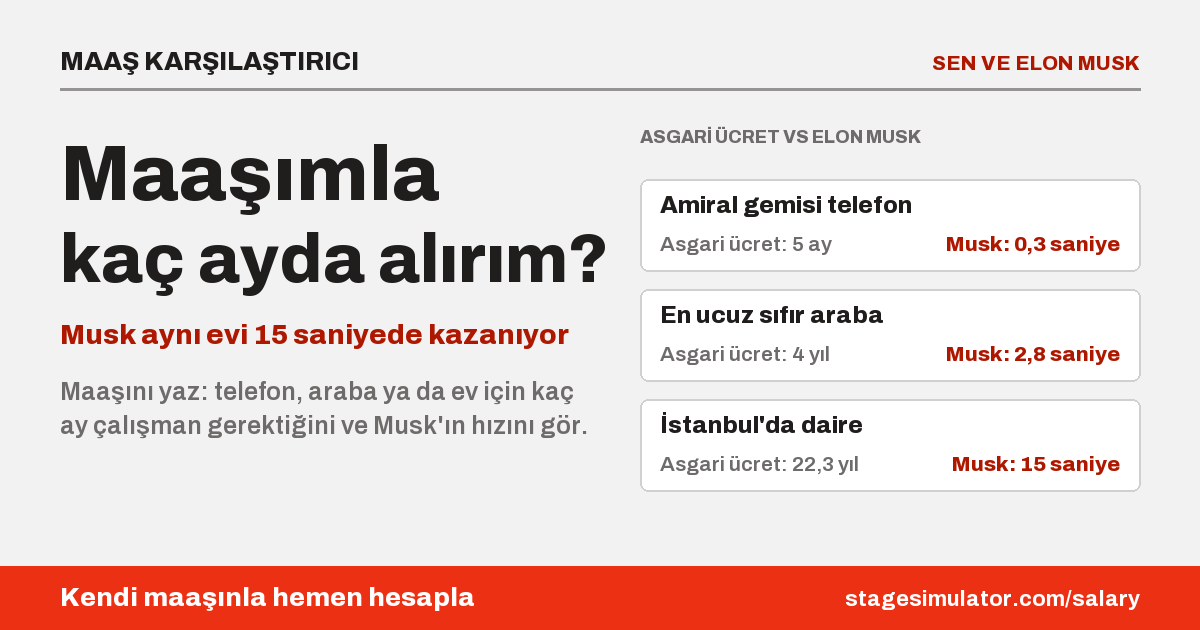 MAAŞ KARŞILAŞTIRICI
SEN VE ELON MUSK
Maaşımla
kaç ayda alırım?
Musk aynı evi 15 saniyede kazanıyor
Maaşını yaz: telefon, araba ya da ev için kaç
ay çalışman gerektiğini ve Musk'ın hızını gör.
ASGARİ ÜCRET VS ELON MUSK
Amiral gemisi telefon
Asgari ücret: 5 ay
Musk: 0,3 saniye
En ucuz sıfır araba
Asgari ücret: 4 yıl
Musk: 2,8 saniye
İstanbul'da daire
Asgari ücret: 22,3 yıl
Musk: 15 saniye
Kendi maaşınla hemen hesapla
stagesimulator.com/salary